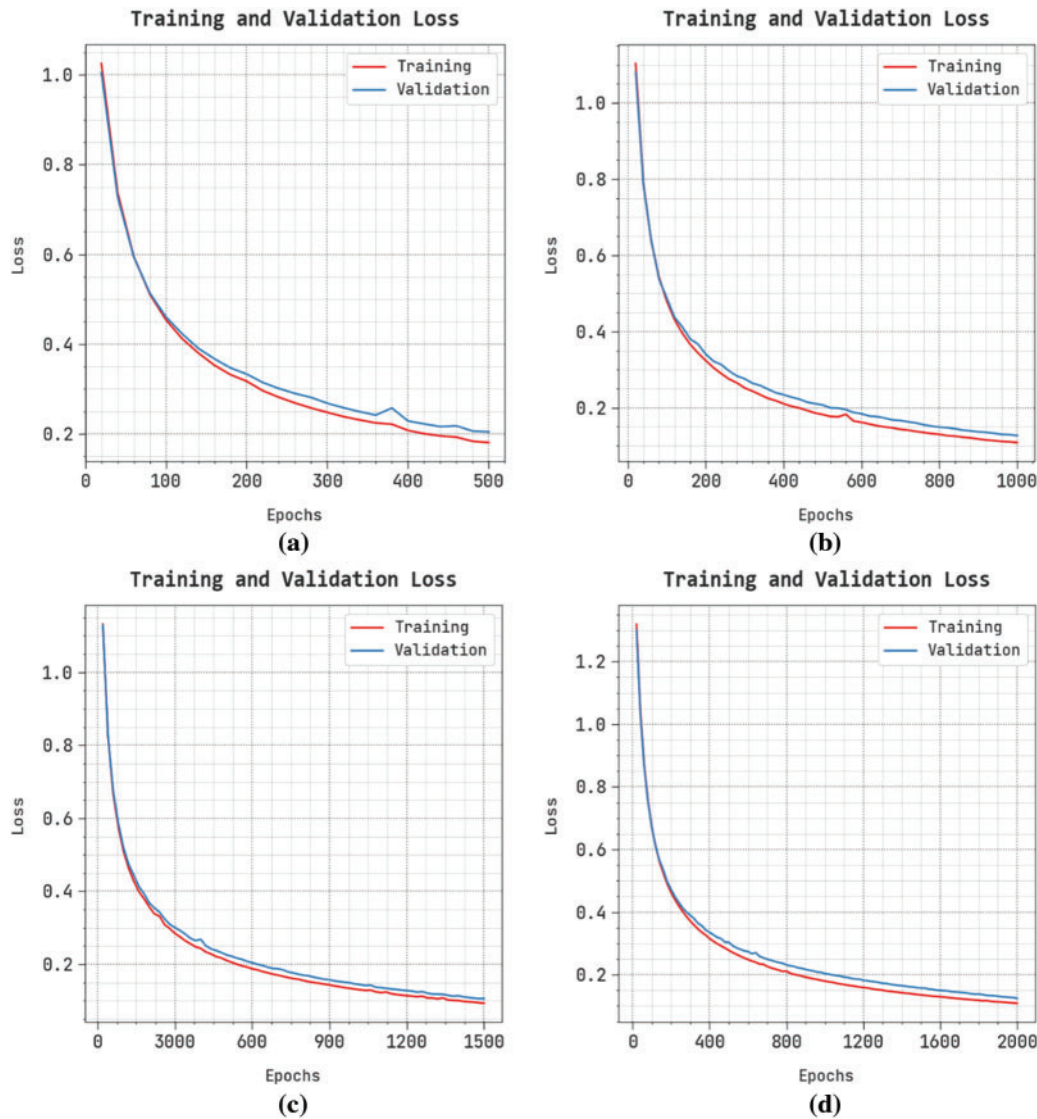 Training and Validation Loss
Training
Validation
1.0
0.8
0.6
0.4
0.2
Loss
0 100 200 300 400 500
Epochs
(a)
Training and Validation Loss
Training
Validation
1.0
0.8
0.6
0.4
0.2
Loss
0 200 400 600 800 1000
Epochs
(b)
Training and Validation Loss
Training
Validation
1.0
0.8
0.6
0.4
0.2
Loss
0 3000 600 900 1200 1500
Epochs
(c)
Training and Validation Loss
Training
Validation
1.2
1.0
0.8
0.6
0.4
0.2
Loss
0 400 800 1200 1600 2000
Epochs
(d)